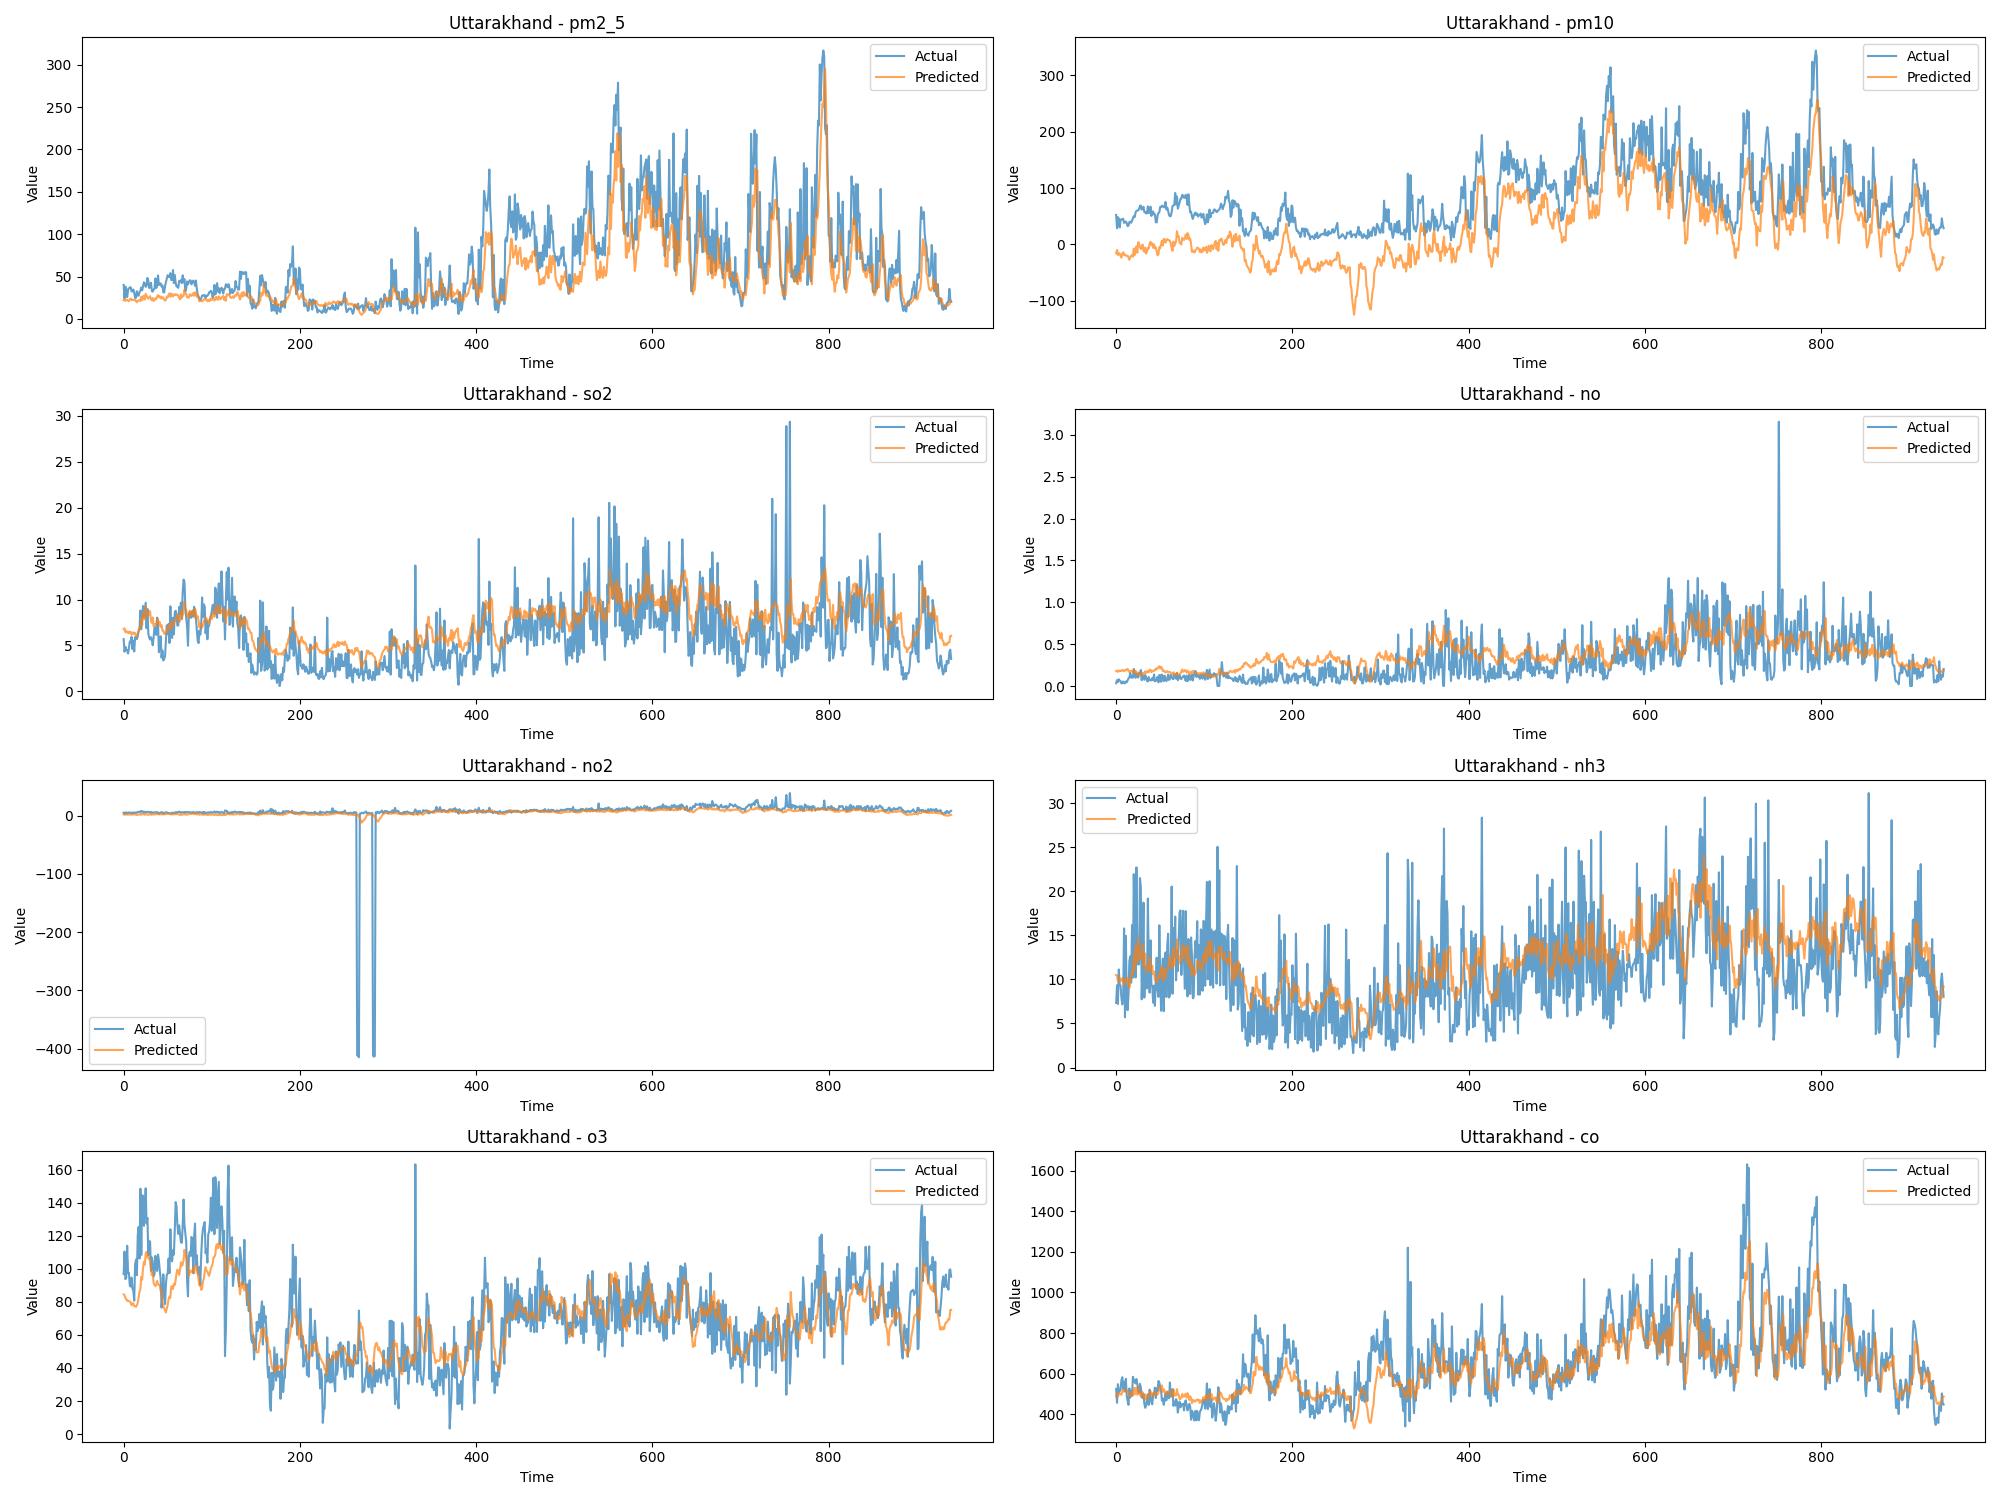 Uttarakhand - pm2_5
Value
300
250
200
150
100
50
0
0
200
400
600
800
Time
Actual
Predicted
Uttarakhand - pm10
Value
300
200
100
0
−100
0
200
400
600
800
Time
Actual
Predicted
Uttarakhand - so2
Value
30
25
20
15
10
5
0
0
200
400
600
800
Time
Actual
Predicted
Uttarakhand - no
Value
3.0
2.5
2.0
1.5
1.0
0.5
0.0
0
200
400
600
800
Time
Actual
Predicted
Uttarakhand - no2
Value
0
−100
−200
−300
−400
0
200
400
600
800
Time
Actual
Predicted
Uttarakhand - nh3
Value
30
25
20
15
10
5
0
0
200
400
600
800
Time
Actual
Predicted
Uttarakhand - o3
Value
160
140
120
100
80
60
40
20
0
0
200
400
600
800
Time
Actual
Predicted
Uttarakhand - co
Value
1600
1400
1200
1000
800
600
400
0
200
400
600
800
Time
Actual
Predicted